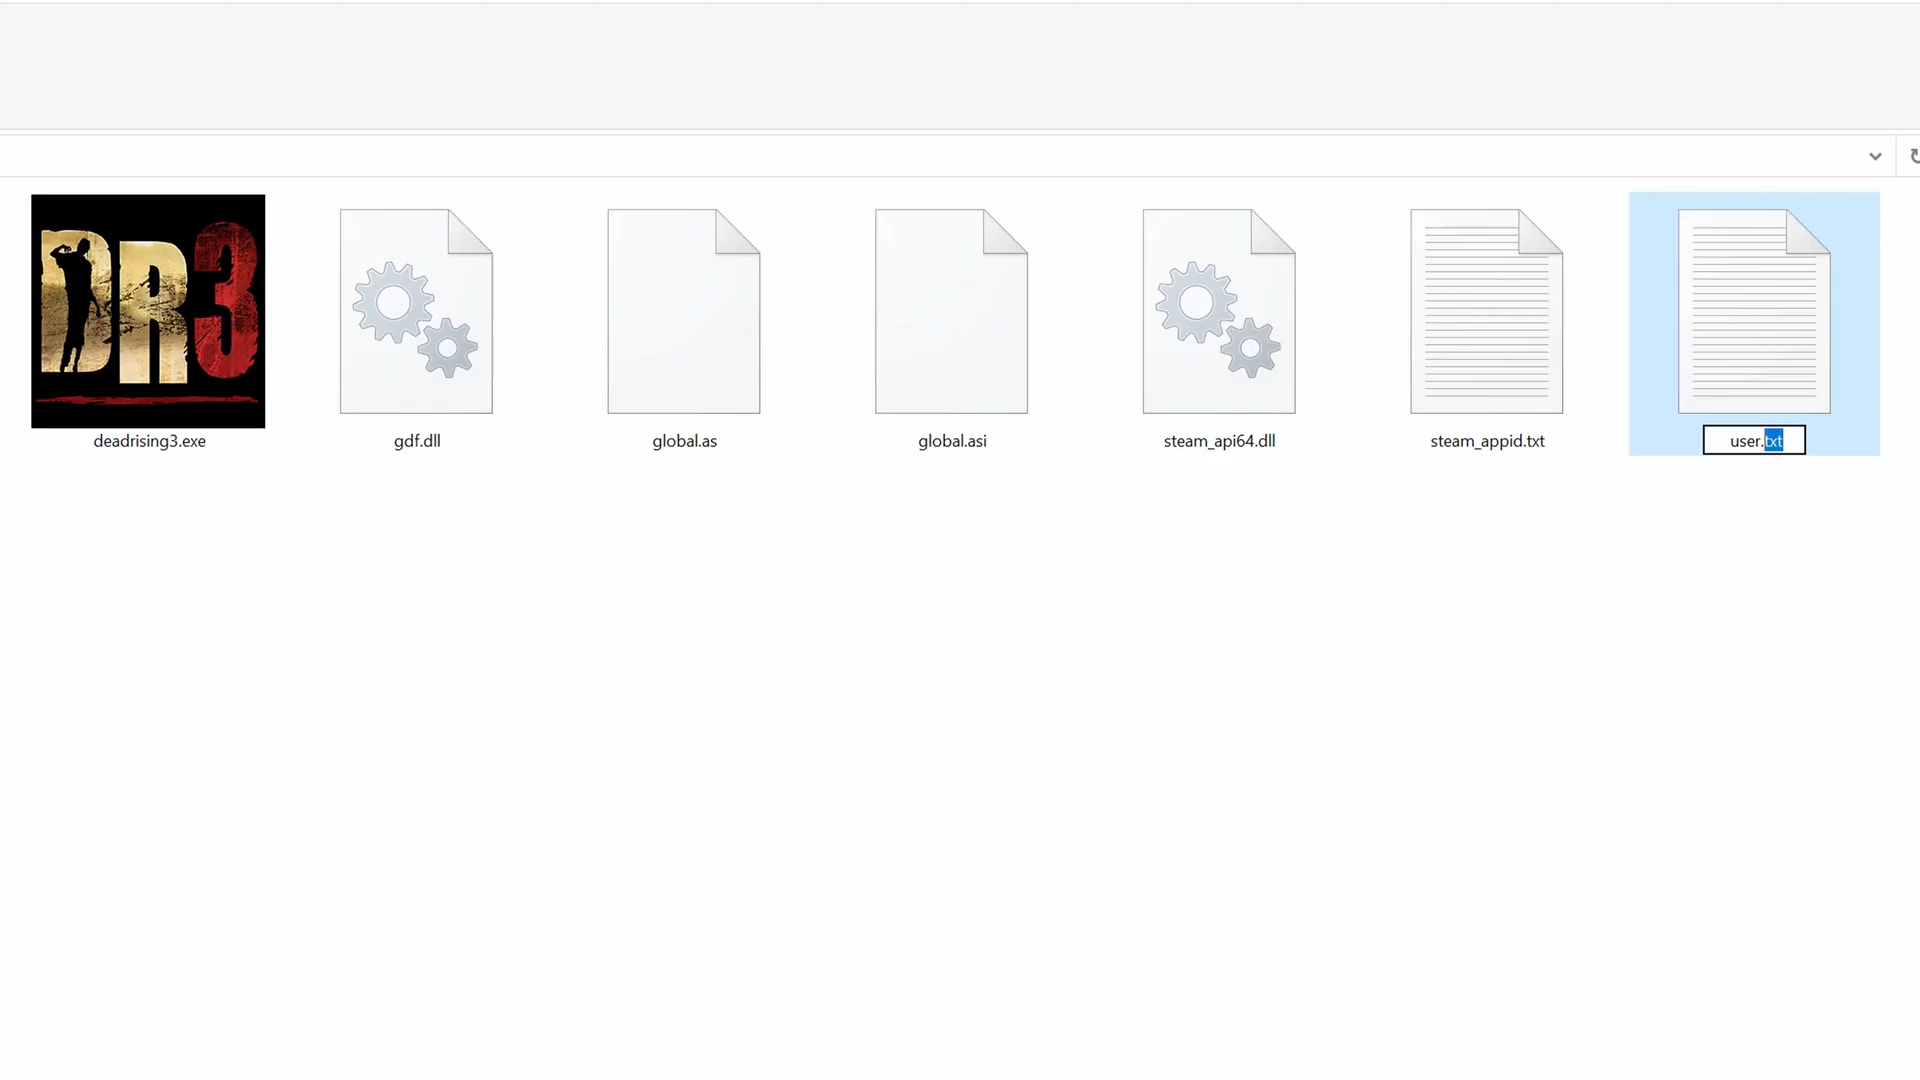 DR3
deadrising3.exe
gdf.dll
global.as
global.asi
steam_api64.dll
steam_appid.txt
user.txt